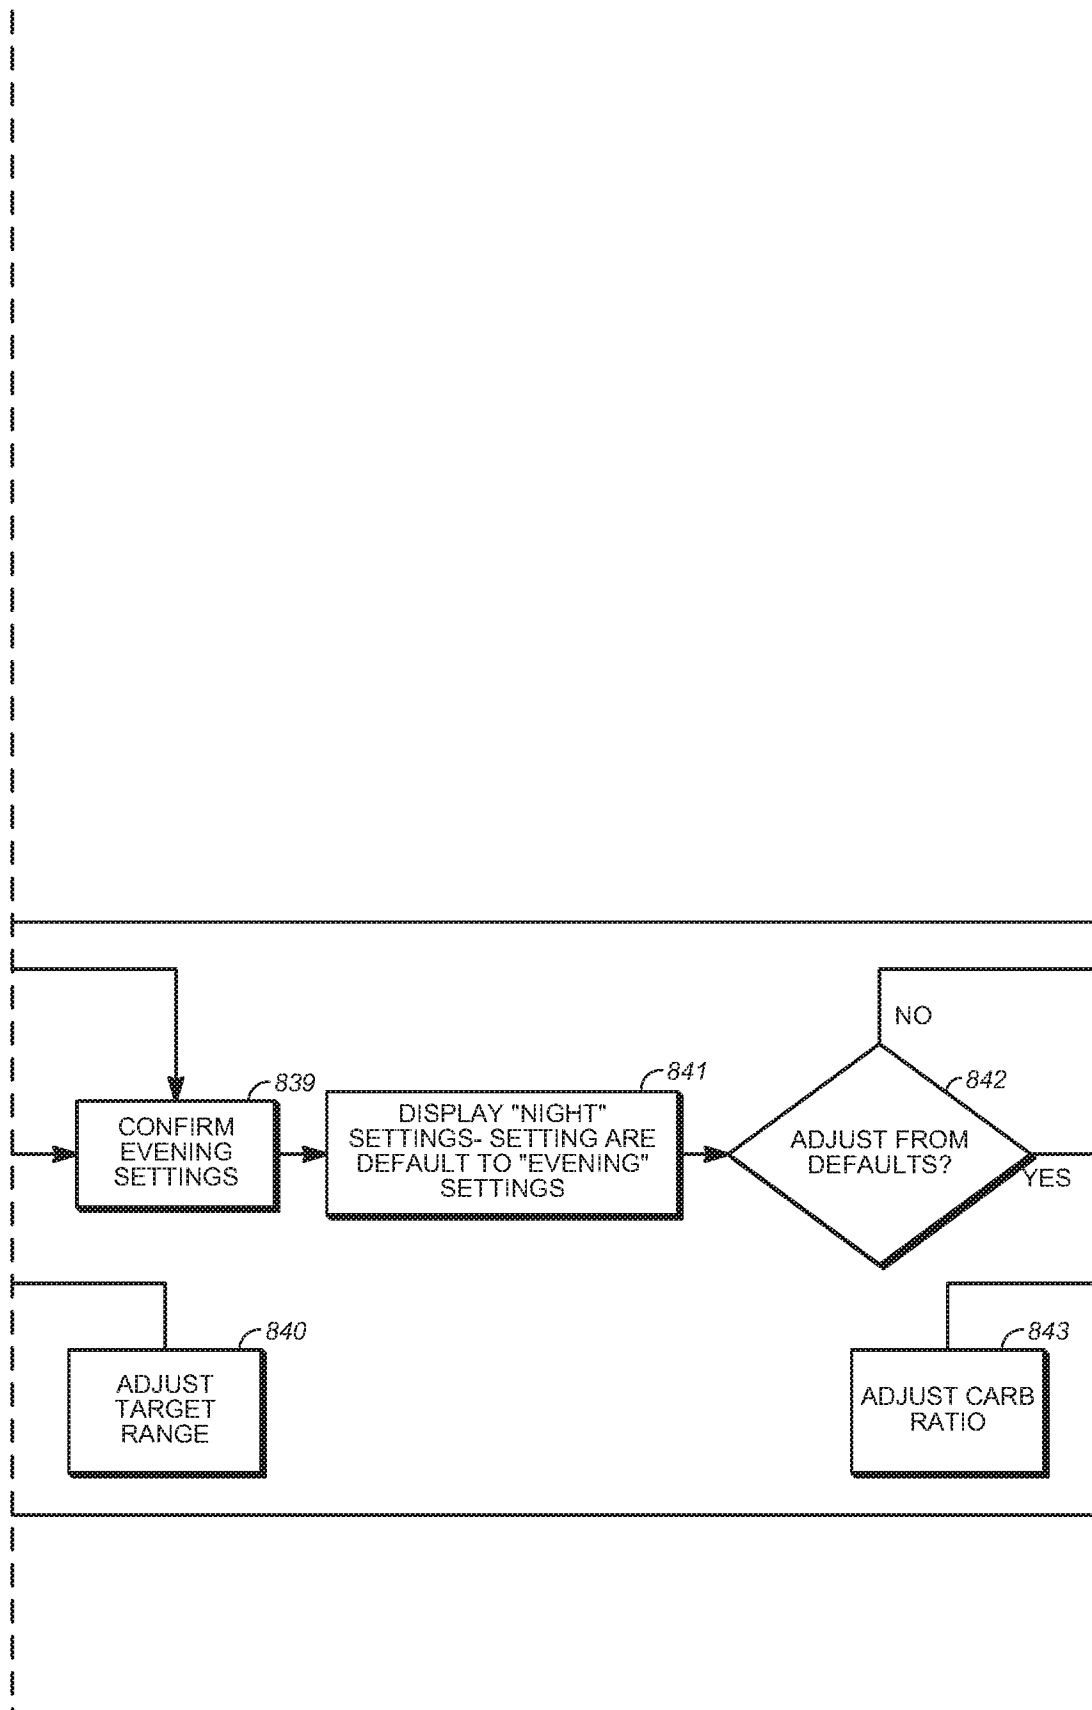 NO
839
CONFIRM
EVENING
SETTINGS
841
DISPLAY "NIGHT"
SETTINGS- SETTING ARE
DEFAULT TO "EVENING"
SETTINGS
842
ADJUST FROM
DEFAULTS?
YES
840
ADJUST
TARGET
RANGE
843
ADJUST CARB
RATIO